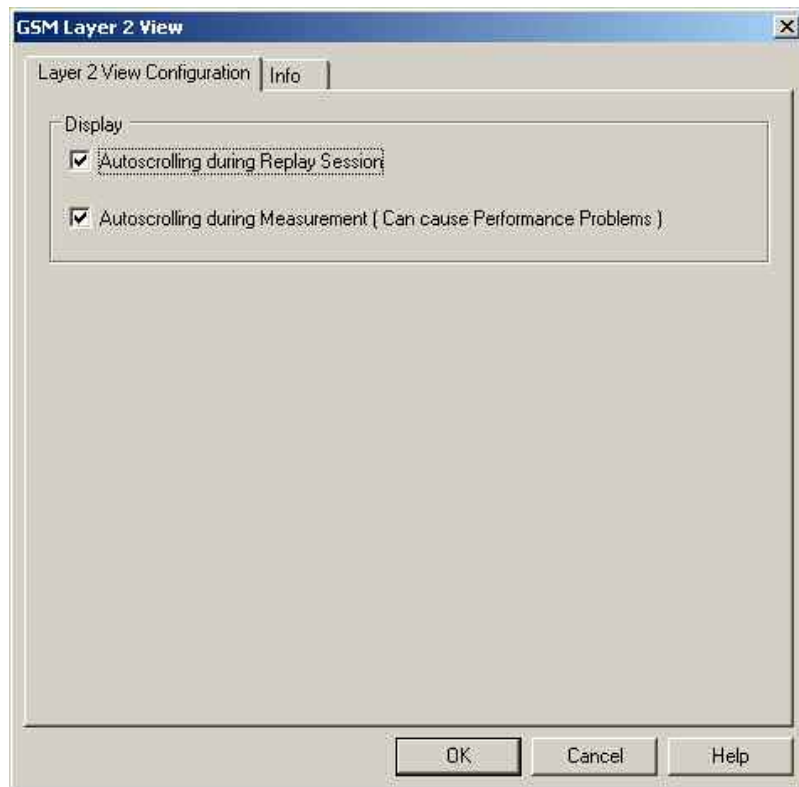 GSM Layer 2 View
Layer 2 View Configuration
Info
Display
Autoscrolling during Replay Session
Autoscrolling during Measurement ( Can cause Performance Problems )
OK
Cancel
Help